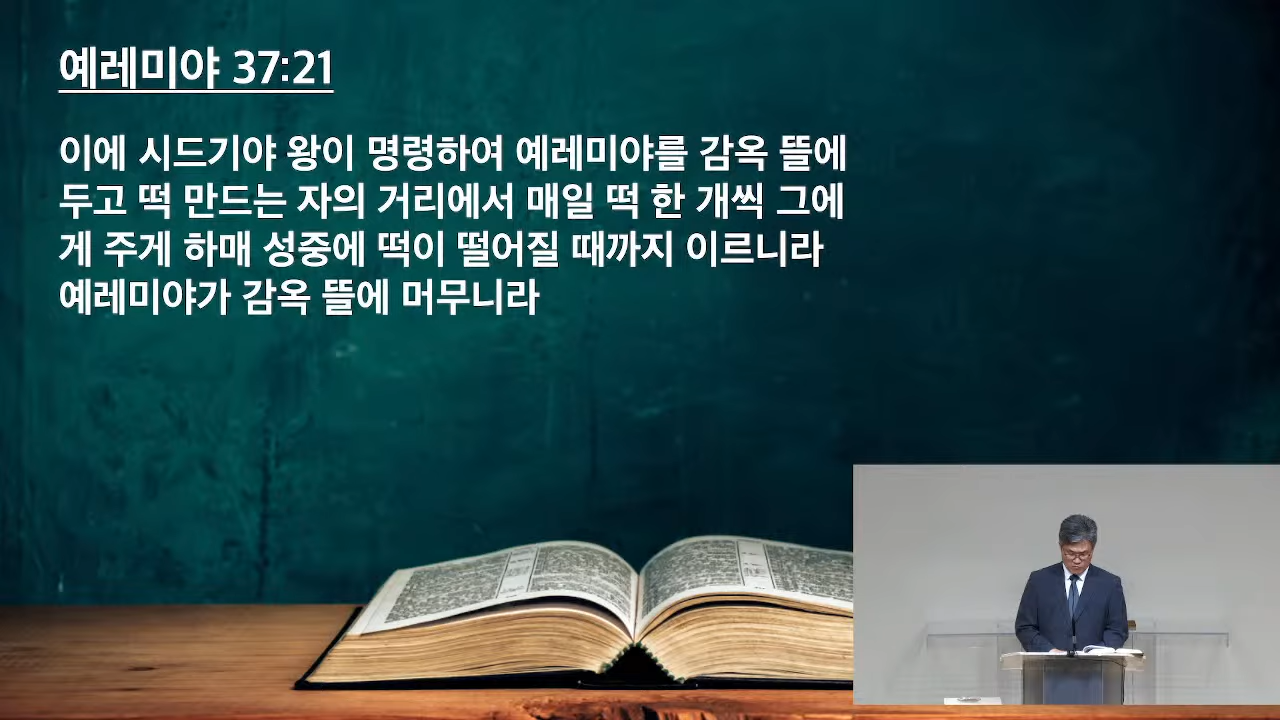 예레미야 37:21
이에 시드기야 왕이 명령하여 예레미야를 감옥 뜰에
두고 떡 만드는 자의 거리에서 매일 떡 한 개씩 그에
게 주게 하매 성중에 떡이 떨어질 때까지 이르니라
예레미야가 감옥 뜰에 머무니라